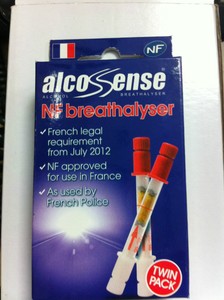 NF
alcosense
NF breathalyser
✓ French legal
requirement
from July 2012
✓ NF approved
for use in France
✓ As used by
French Police
TWIN
PACK